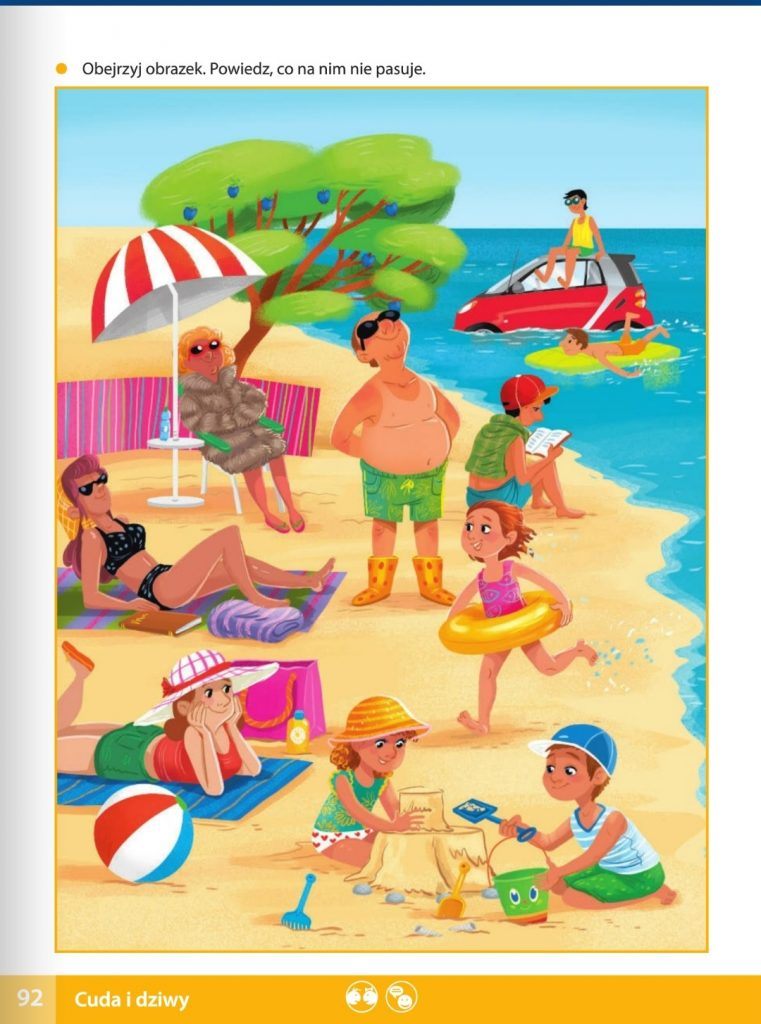 Obejrzyj obrazek. Powiedz, co na nim nie pasuje.
92
Cuda i dziwy